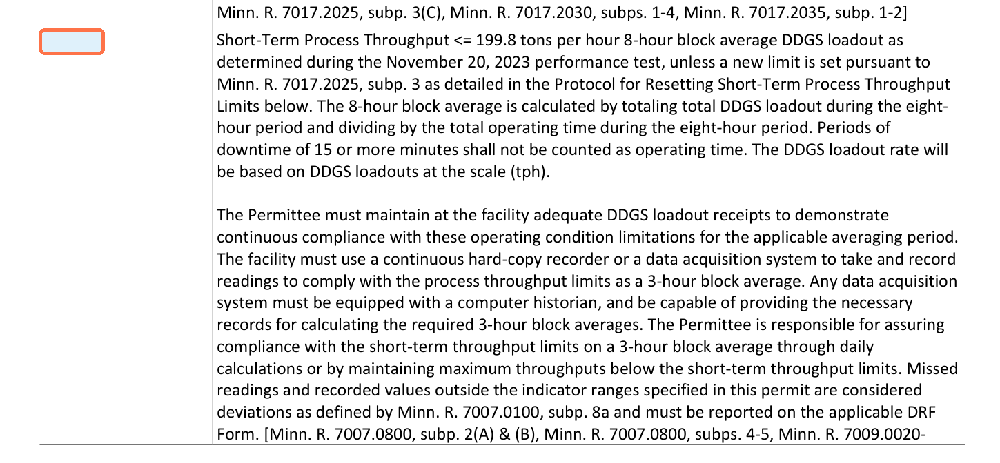 Minn. R. 7017.2025, subp. 3(C), Minn. R. 7017.2030, subps. 1-4, Minn. R. 7017.2035, subp. 1-2]
Short-Term Process Throughput <= 199.8 tons per hour 8-hour block average DDGS loadout as
determined during the November 20, 2023 performance test, unless a new limit is set pursuant to
Minn. R. 7017.2025, subp. 3 as detailed in the Protocol for Resetting Short-Term Process Throughput
Limits below. The 8-hour block average is calculated by totaling total DDGS loadout during the eight-
hour period and dividing by the total operating time during the eight-hour period. Periods of
downtime of 15 or more minutes shall not be counted as operating time. The DDGS loadout rate will
be based on DDGS loadouts at the scale (tph).
The Permittee must maintain at the facility adequate DDGS loadout receipts to demonstrate
continuous compliance with these operating condition limitations for the applicable averaging period.
The facility must use a continuous hard-copy recorder or a data acquisition system to take and record
readings to comply with the process throughput limits as a 3-hour block average. Any data acquisition
system must be equipped with a computer historian, and be capable of providing the necessary
records for calculating the required 3-hour block averages. The Permittee is responsible for assuring
compliance with the short-term throughput limits on a 3-hour block average through daily
calculations or by maintaining maximum throughputs below the short-term throughput limits. Missed
readings and recorded values outside the indicator ranges specified in this permit are considered
deviations as defined by Minn. R. 7007.0100, subp. 8a and must be reported on the applicable DRF
Form. [Minn. R. 7007.0800, subp. 2(A) & (B), Minn. R. 7007.0800, subps. 4-5, Minn. R. 7009.0020-